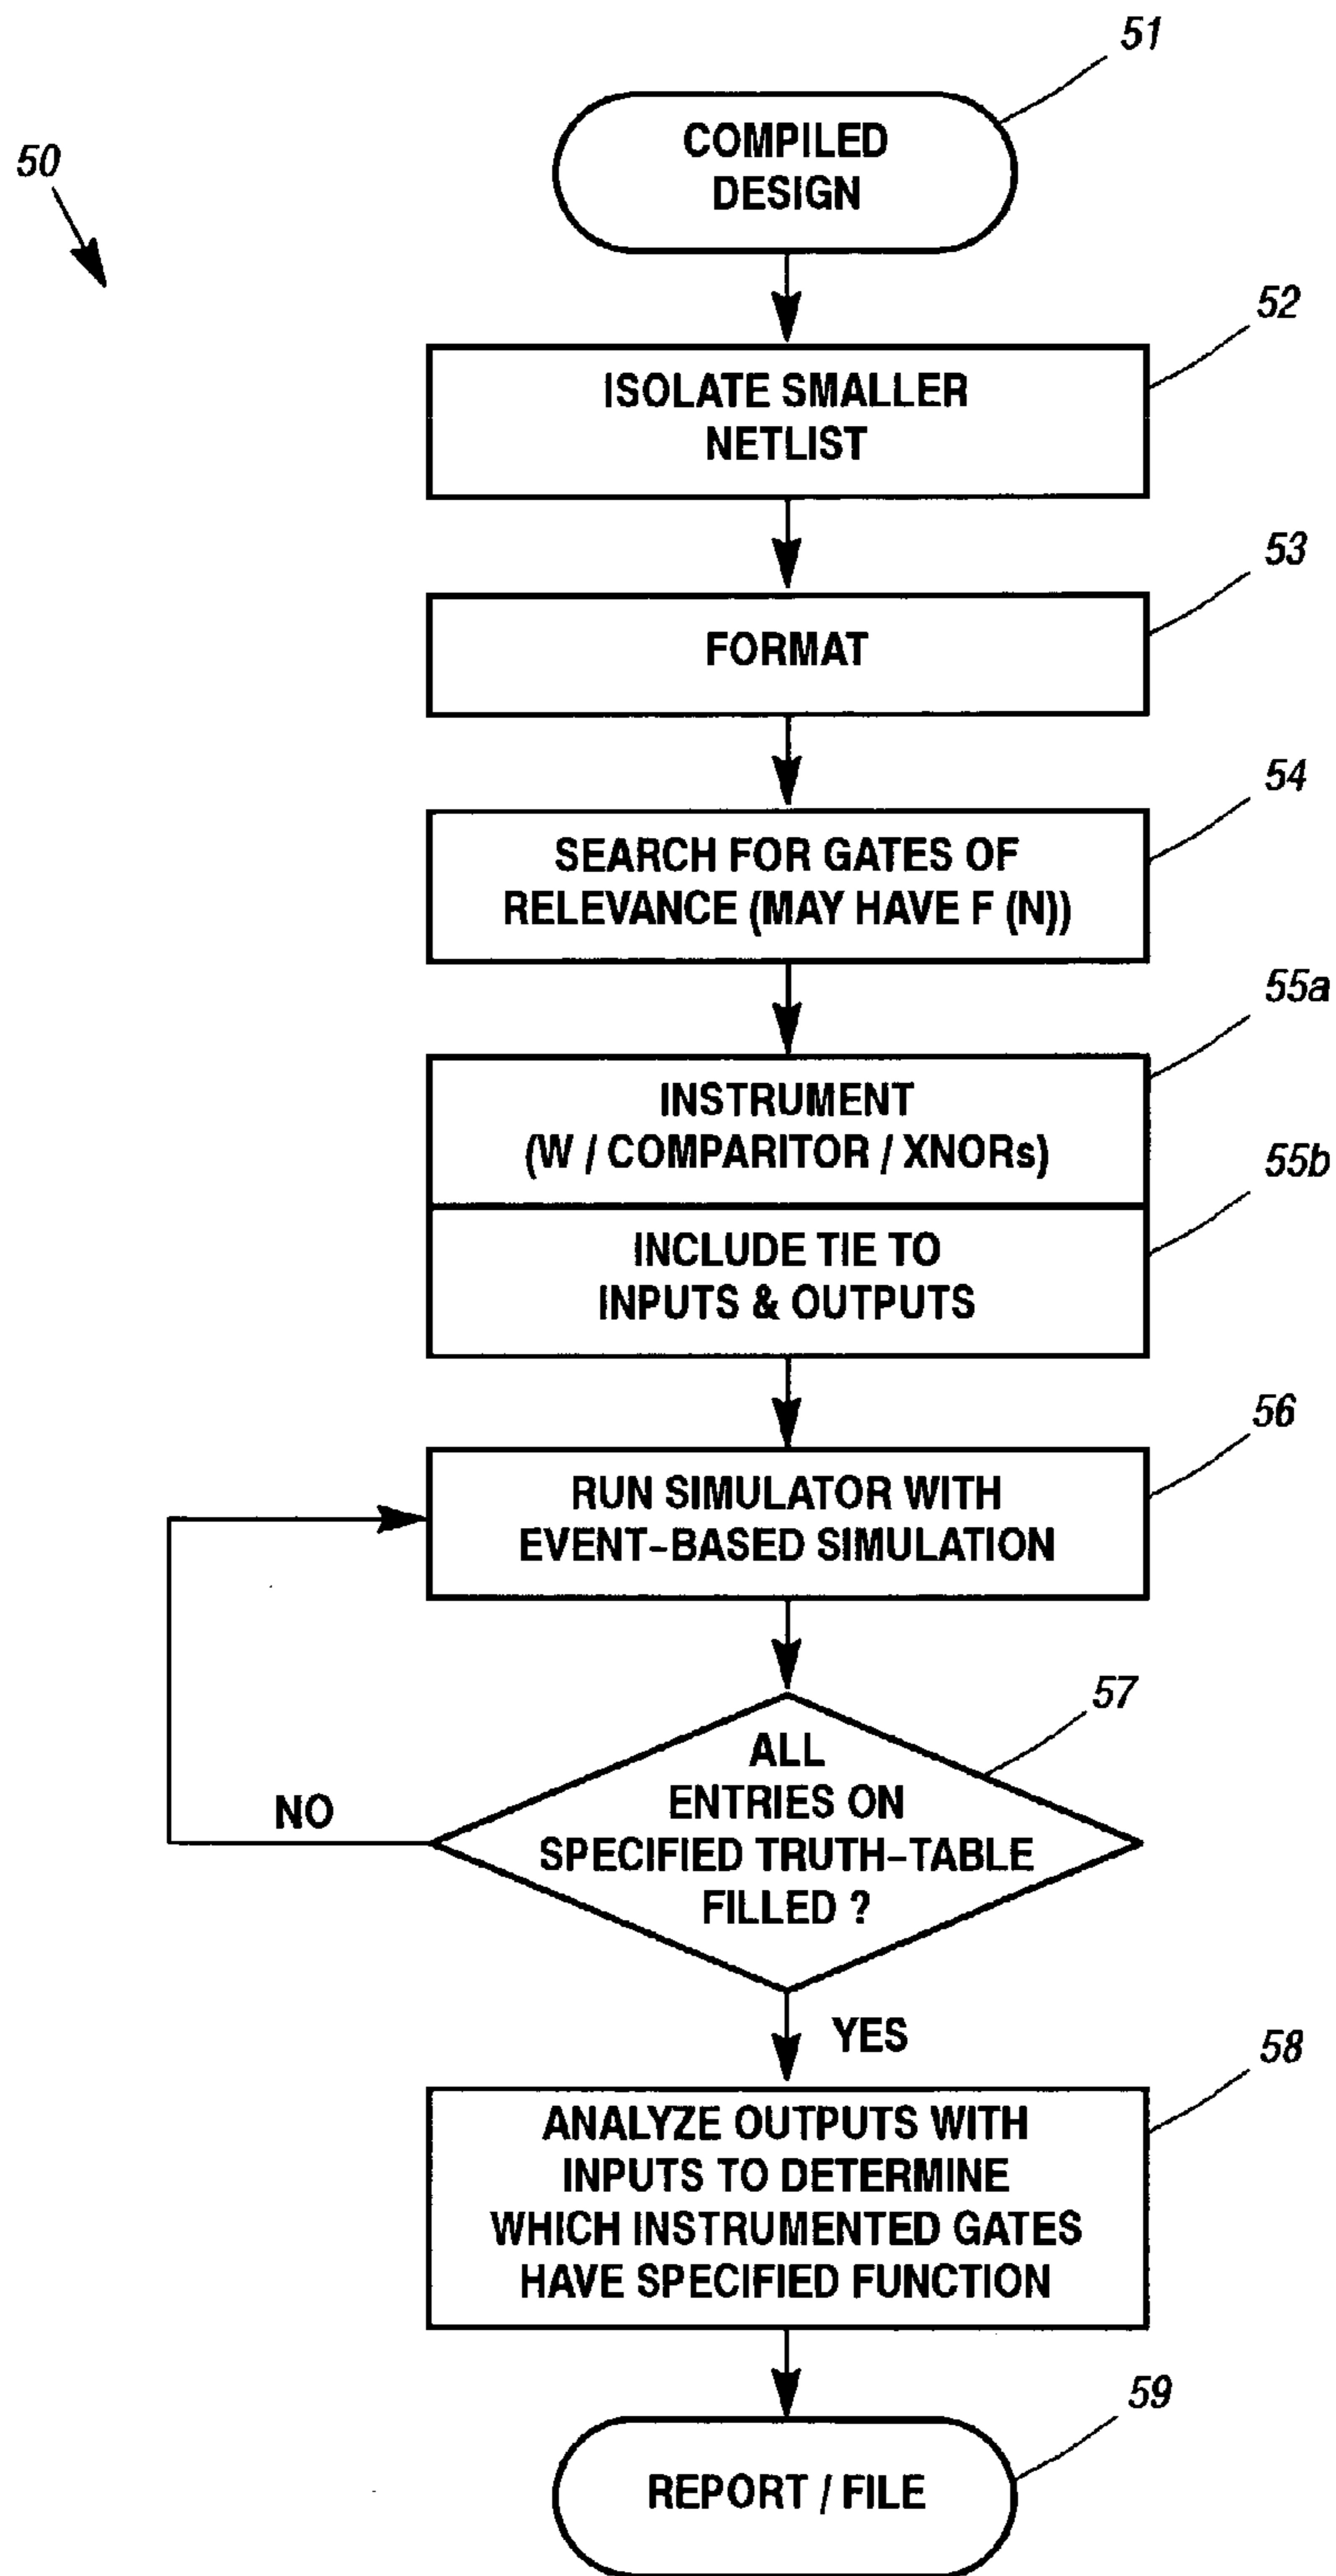 51
COMPILED
DESIGN
50
52
ISOLATE SMALLER
NETLIST
53
FORMAT
54
SEARCH FOR GATES OF
RELEVANCE (MAY HAVE F (N))
55a
INSTRUMENT
(W / COMPARITOR / XNORs)
55b
INCLUDE TIE TO
INPUTS & OUTPUTS
56
RUN SIMULATOR WITH
EVENT-BASED SIMULATION
57
ALL
ENTRIES ON
SPECIFIED TRUTH-TABLE
FILLED ?
NO
YES
58
ANALYZE OUTPUTS WITH
INPUTS TO DETERMINE
WHICH INSTRUMENTED GATES
HAVE SPECIFIED FUNCTION
59
REPORT / FILE